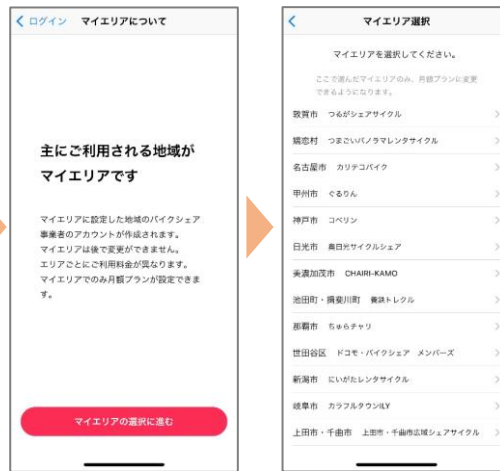 ログイン マイエリアについて
主にご利用される地域が
マイエリアです
マイエリアに設定した地域のバイクシェア
事業者のアカウントが作成されます。
マイエリアは後で変更ができません。
エリアごとにご利用料金が異なります。
マイエリアでのみ月額プランが設定できま
す。
マイエリアの選択に進む
マイエリア選択
マイエリアを選択してください。
ここで選んだマイエリアのみ、月額プランに変更
できるようになります。
敦賀市 つるがシェアサイクル
嬬恋村 つまごいパノラマレンタサイクル
名古屋市 カリテコバイク
甲州市 ぐるりん
神戸市 コベリン
日光市 奥日光サイクルシェア
美濃加茂市 CHAIRI-KAMO
池田町・揖斐川町 養鉄トレクル
那覇市 ちゅらチャリ
世田谷区 ドコモ・バイクシェア メンバーズ
新潟市 にいがたレンタサイクル
岐阜市 カラフルタウンILY
上田市・千曲市 上田市・千曲市広域シェアサイクル